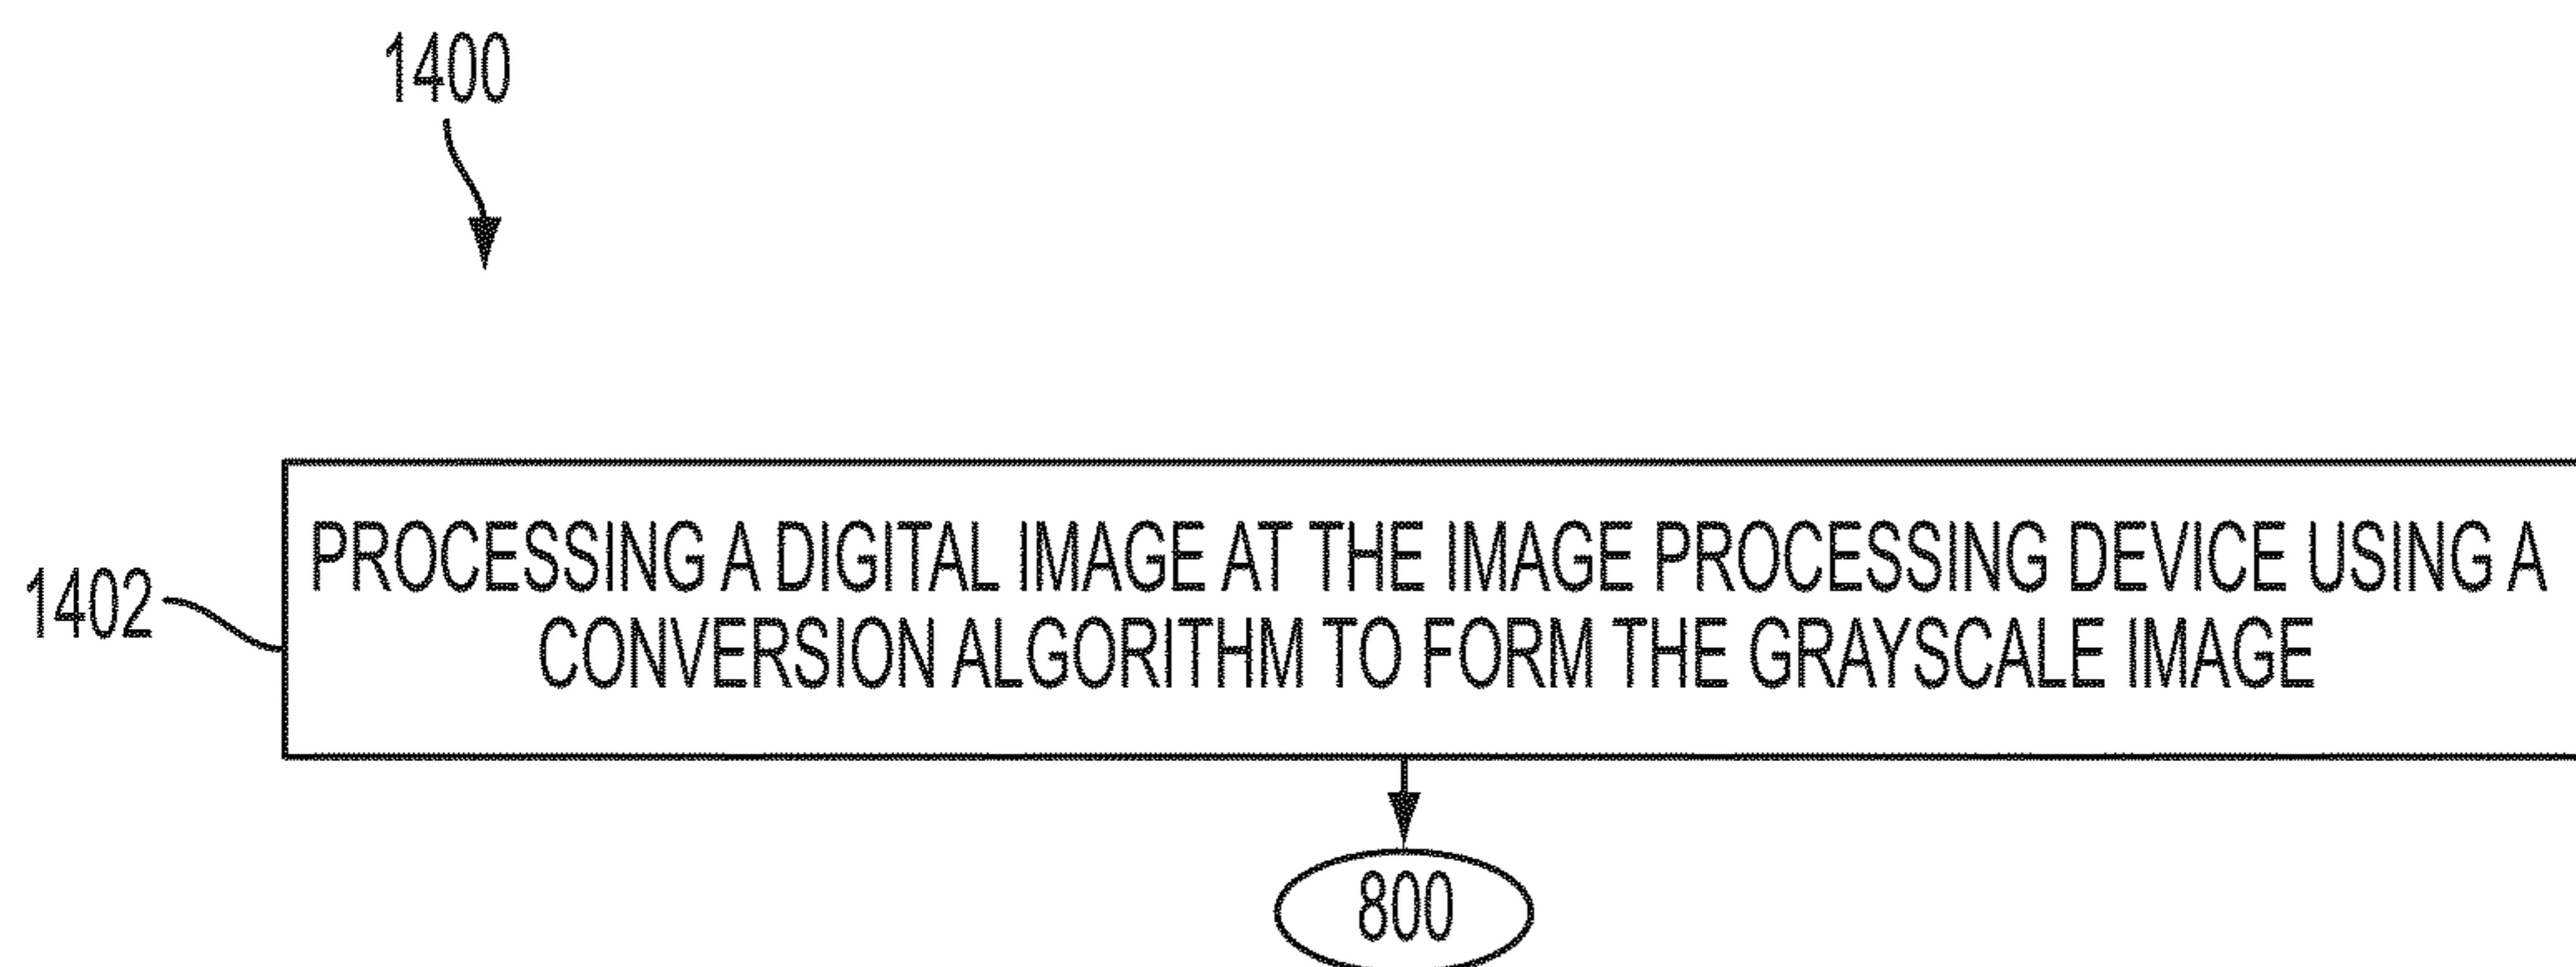 1400
1402
PROCESSING A DIGITAL IMAGE AT THE IMAGE PROCESSING DEVICE USING A
CONVERSION ALGORITHM TO FORM THE GRAYSCALE IMAGE
800